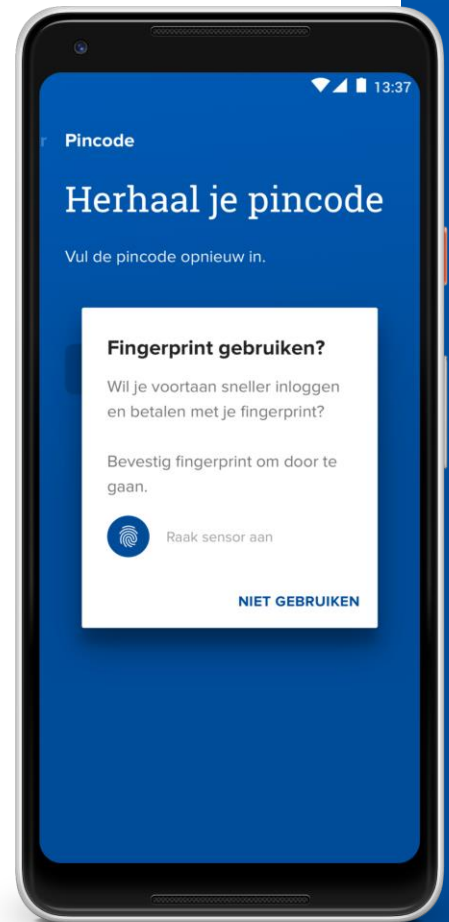 13:37
r Pincode
Herhaal je pincode
Vul de pincode opnieuw in.
Fingerprint gebruiken?
Wil je voortaan sneller inloggen
en betalen met je fingerprint?
Bevestig fingerprint om door te
gaan.
Raak sensor aan
NIET GEBRUIKEN